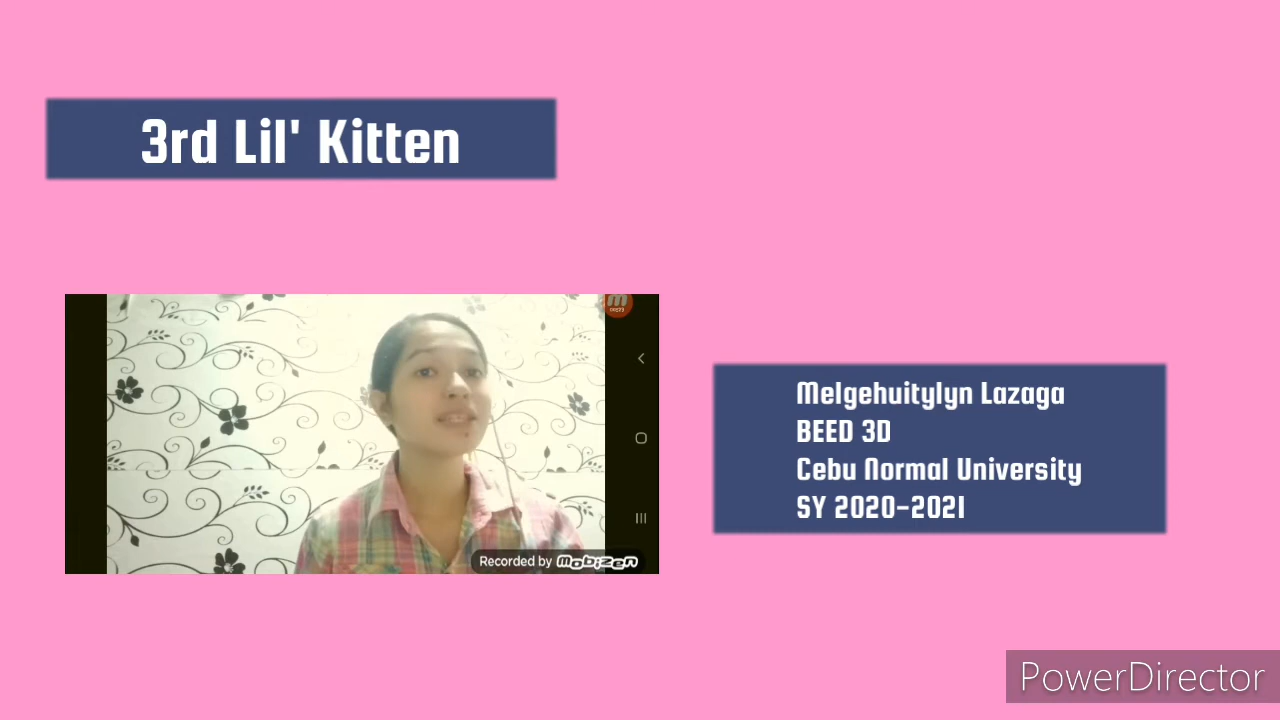 3rd Lil' Kitten
Melgehuitylyn Lazaga
BEED 3D
Cebu Normal University
SY 2020-2021
Recorded by Mobizen
PowerDirector